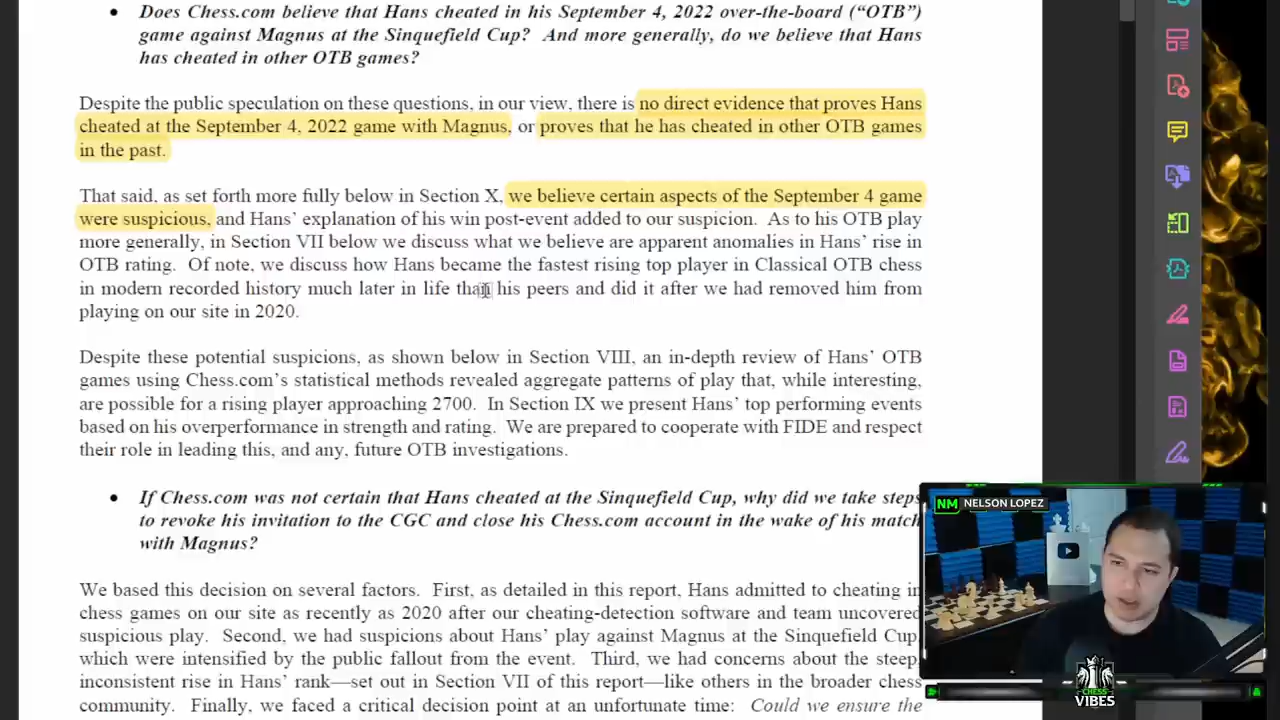 • Does Chess.com believe that Hans cheated in his September 4, 2022 over-the-board (“OTB”)
game against Magnus at the Sinquefield Cup?  And more generally, do we believe that Hans
has cheated in other OTB games?
Despite the public speculation on these questions, in our view, there is no direct evidence that proves Hans
cheated at the September 4, 2022 game with Magnus, or proves that he has cheated in other OTB games
in the past.
That said, as set forth more fully below in Section X, we believe certain aspects of the September 4 game
were suspicious, and Hans’ explanation of his win post-event added to our suspicion.  As to his OTB play
more generally, in Section VII below we discuss what we believe are apparent anomalies in Hans’ rise in
OTB rating.  Of note, we discuss how Hans became the fastest rising top player in Classical OTB chess
in modern recorded history much later in life than his peers and did it after we had removed him from
playing on our site in 2020.
Despite these potential suspicions, as shown below in Section VIII, an in-depth review of Hans’ OTB
games using Chess.com’s statistical methods revealed aggregate patterns of play that, while interesting,
are possible for a rising player approaching 2700.  In Section IX we present Hans’ top performing events
based on his overperformance in strength and rating.  We are prepared to cooperate with FIDE and respect
their role in leading this, and any, future OTB investigations.
• If Chess.com was not certain that Hans cheated at the Sinquefield Cup, why did we take steps
to revoke his invitation to the CGC and close his Chess.com account in the wake of his match
with Magnus?
We based this decision on several factors.  First, as detailed in this report, Hans admitted to cheating in
chess games on our site as recently as 2020 after our cheating-detection software and team uncovered
suspicious play.  Second, we had suspicions about Hans’ play against Magnus at the Sinquefield Cup,
which were intensified by the public fallout from the event.  Third, we had concerns about the steep,
inconsistent rise in Hans’ rank—set out in Section VII of this report—like others in the broader chess
community.  Finally, we faced a critical decision point at an unfortunate time:  Could we ensure the
NM NELSON LOPEZ
CHESS
VIBES